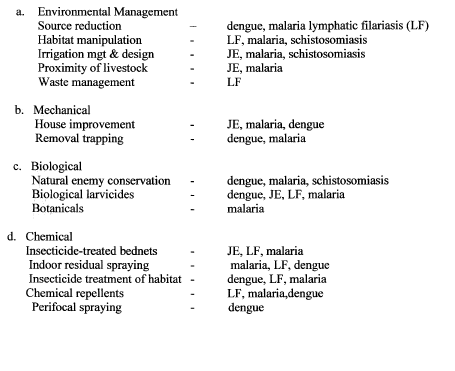 a. Environmental Management
Source reduction – dengue, malaria lymphatic filariasis (LF)
Habitat manipulation - LF, malaria, schistosomiasis
Irrigation mgt & design - JE, malaria, schistosomiasis
Proximity of livestock - JE, malaria
Waste management - LF
b. Mechanical
House improvement - JE, malaria, dengue
Removal trapping - dengue, malaria
c. Biological
Natural enemy conservation - dengue, malaria, schistosomiasis
Biological larvicides - dengue, JE, LF, malaria
Botanicals - malaria
d. Chemical
Insecticide-treated bednets - JE, LF, malaria
Indoor residual spraying - malaria, LF, dengue
Insecticide treatment of habitat - dengue, LF, malaria
Chemical repellents - LF, malaria,dengue
Perifocal spraying - dengue